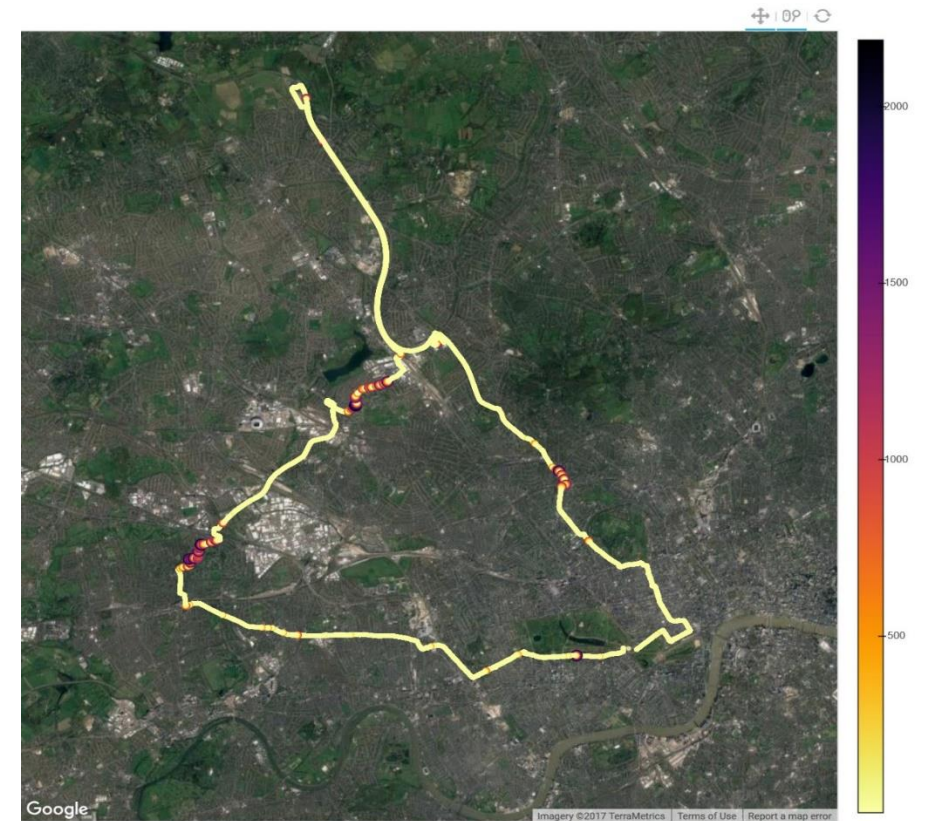 2000
1500
1000
500
Google
Imagery ©2017 TerraMetrics
Terms of Use
Report a map error